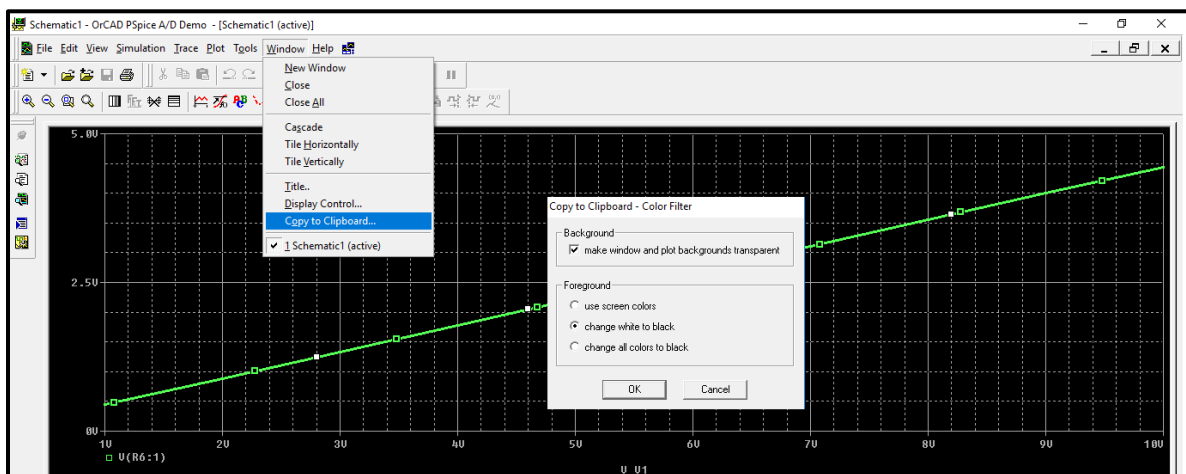 Schematic1 - OrCAD PSpice A/D Demo - [Schematic1 (active)]
File Edit View Simulation Trace Plot Tools Window Help
New Window
Close
Close All
Cascade
Tile Horizontally
Tile Vertically
Title..
Display Control...
Copy to Clipboard...
1 Schematic1 (active)
Copy to Clipboard - Color Filter
Background
make window and plot backgrounds transparent
Foreground
use screen colors
change white to black
change all colors to black
OK Cancel
5.0V
2.5V
0V
1V 2V 3V 4V 5V 6V 7V 8V 9V 10V
V(R6:1)
V_V1